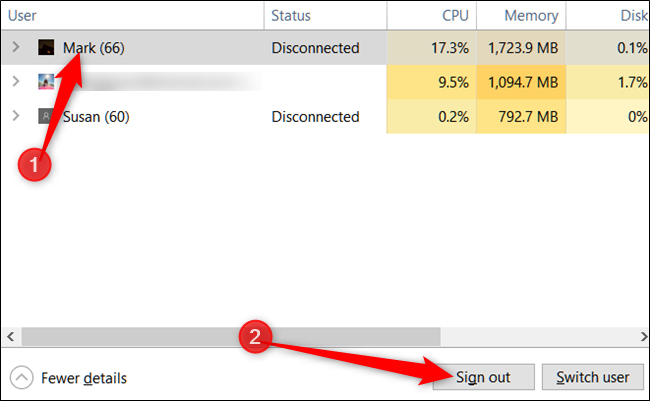 User Status CPU Memory Disk
Mark (66) Disconnected 17.3% 1,723.9 MB 0.1%
9.5% 1,094.7 MB 1.7%
Susan (60) Disconnected 0.2% 792.7 MB 0%
1
2
Fewer details Sign out Switch user